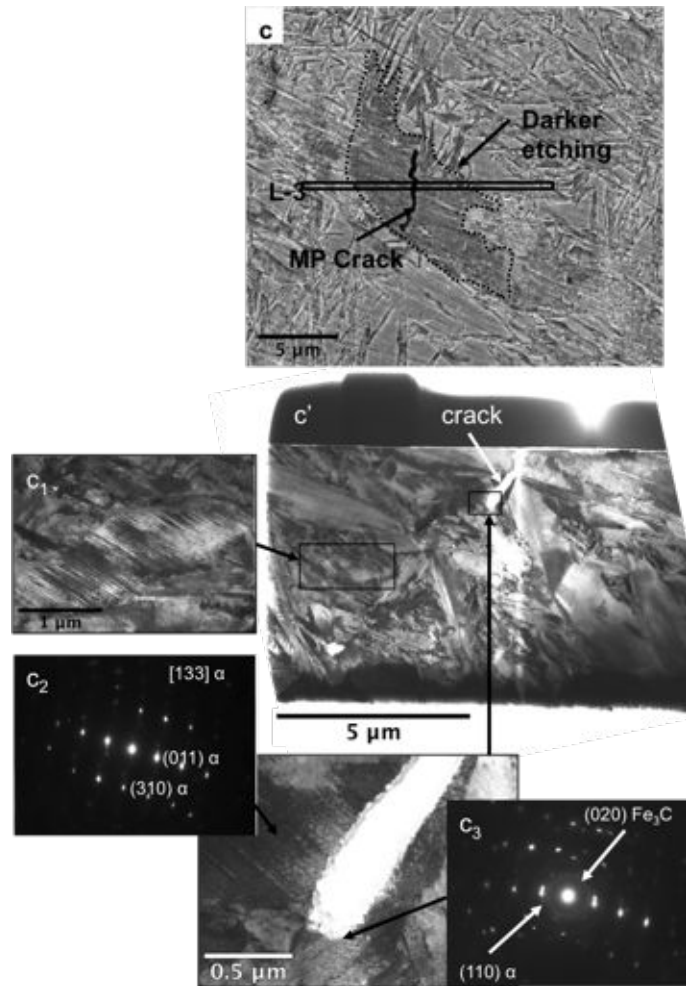 c
Darker
etching
L-3
MP Crack
5 µm
c'
crack
c₁
1 µm
5 µm
c₂
[133] α
(011) α
(310) α
0.5 µm
c₃
(020) Fe₃C
(110) α